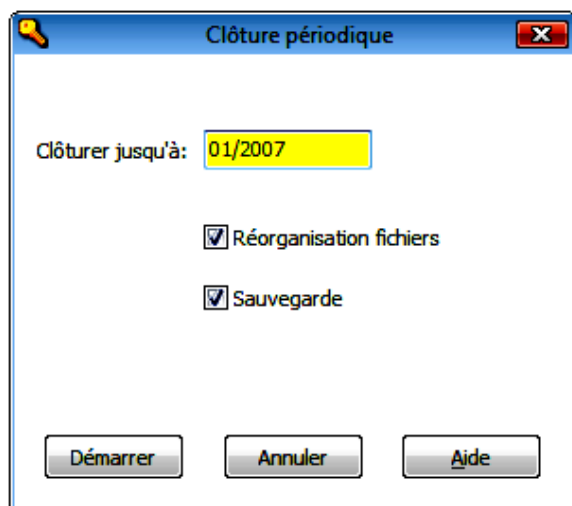 Clôture périodique
Clôturer jusqu'à: 01/2007
Réorganisation fichiers
Sauvegarde
Démarrer Annuler Aide